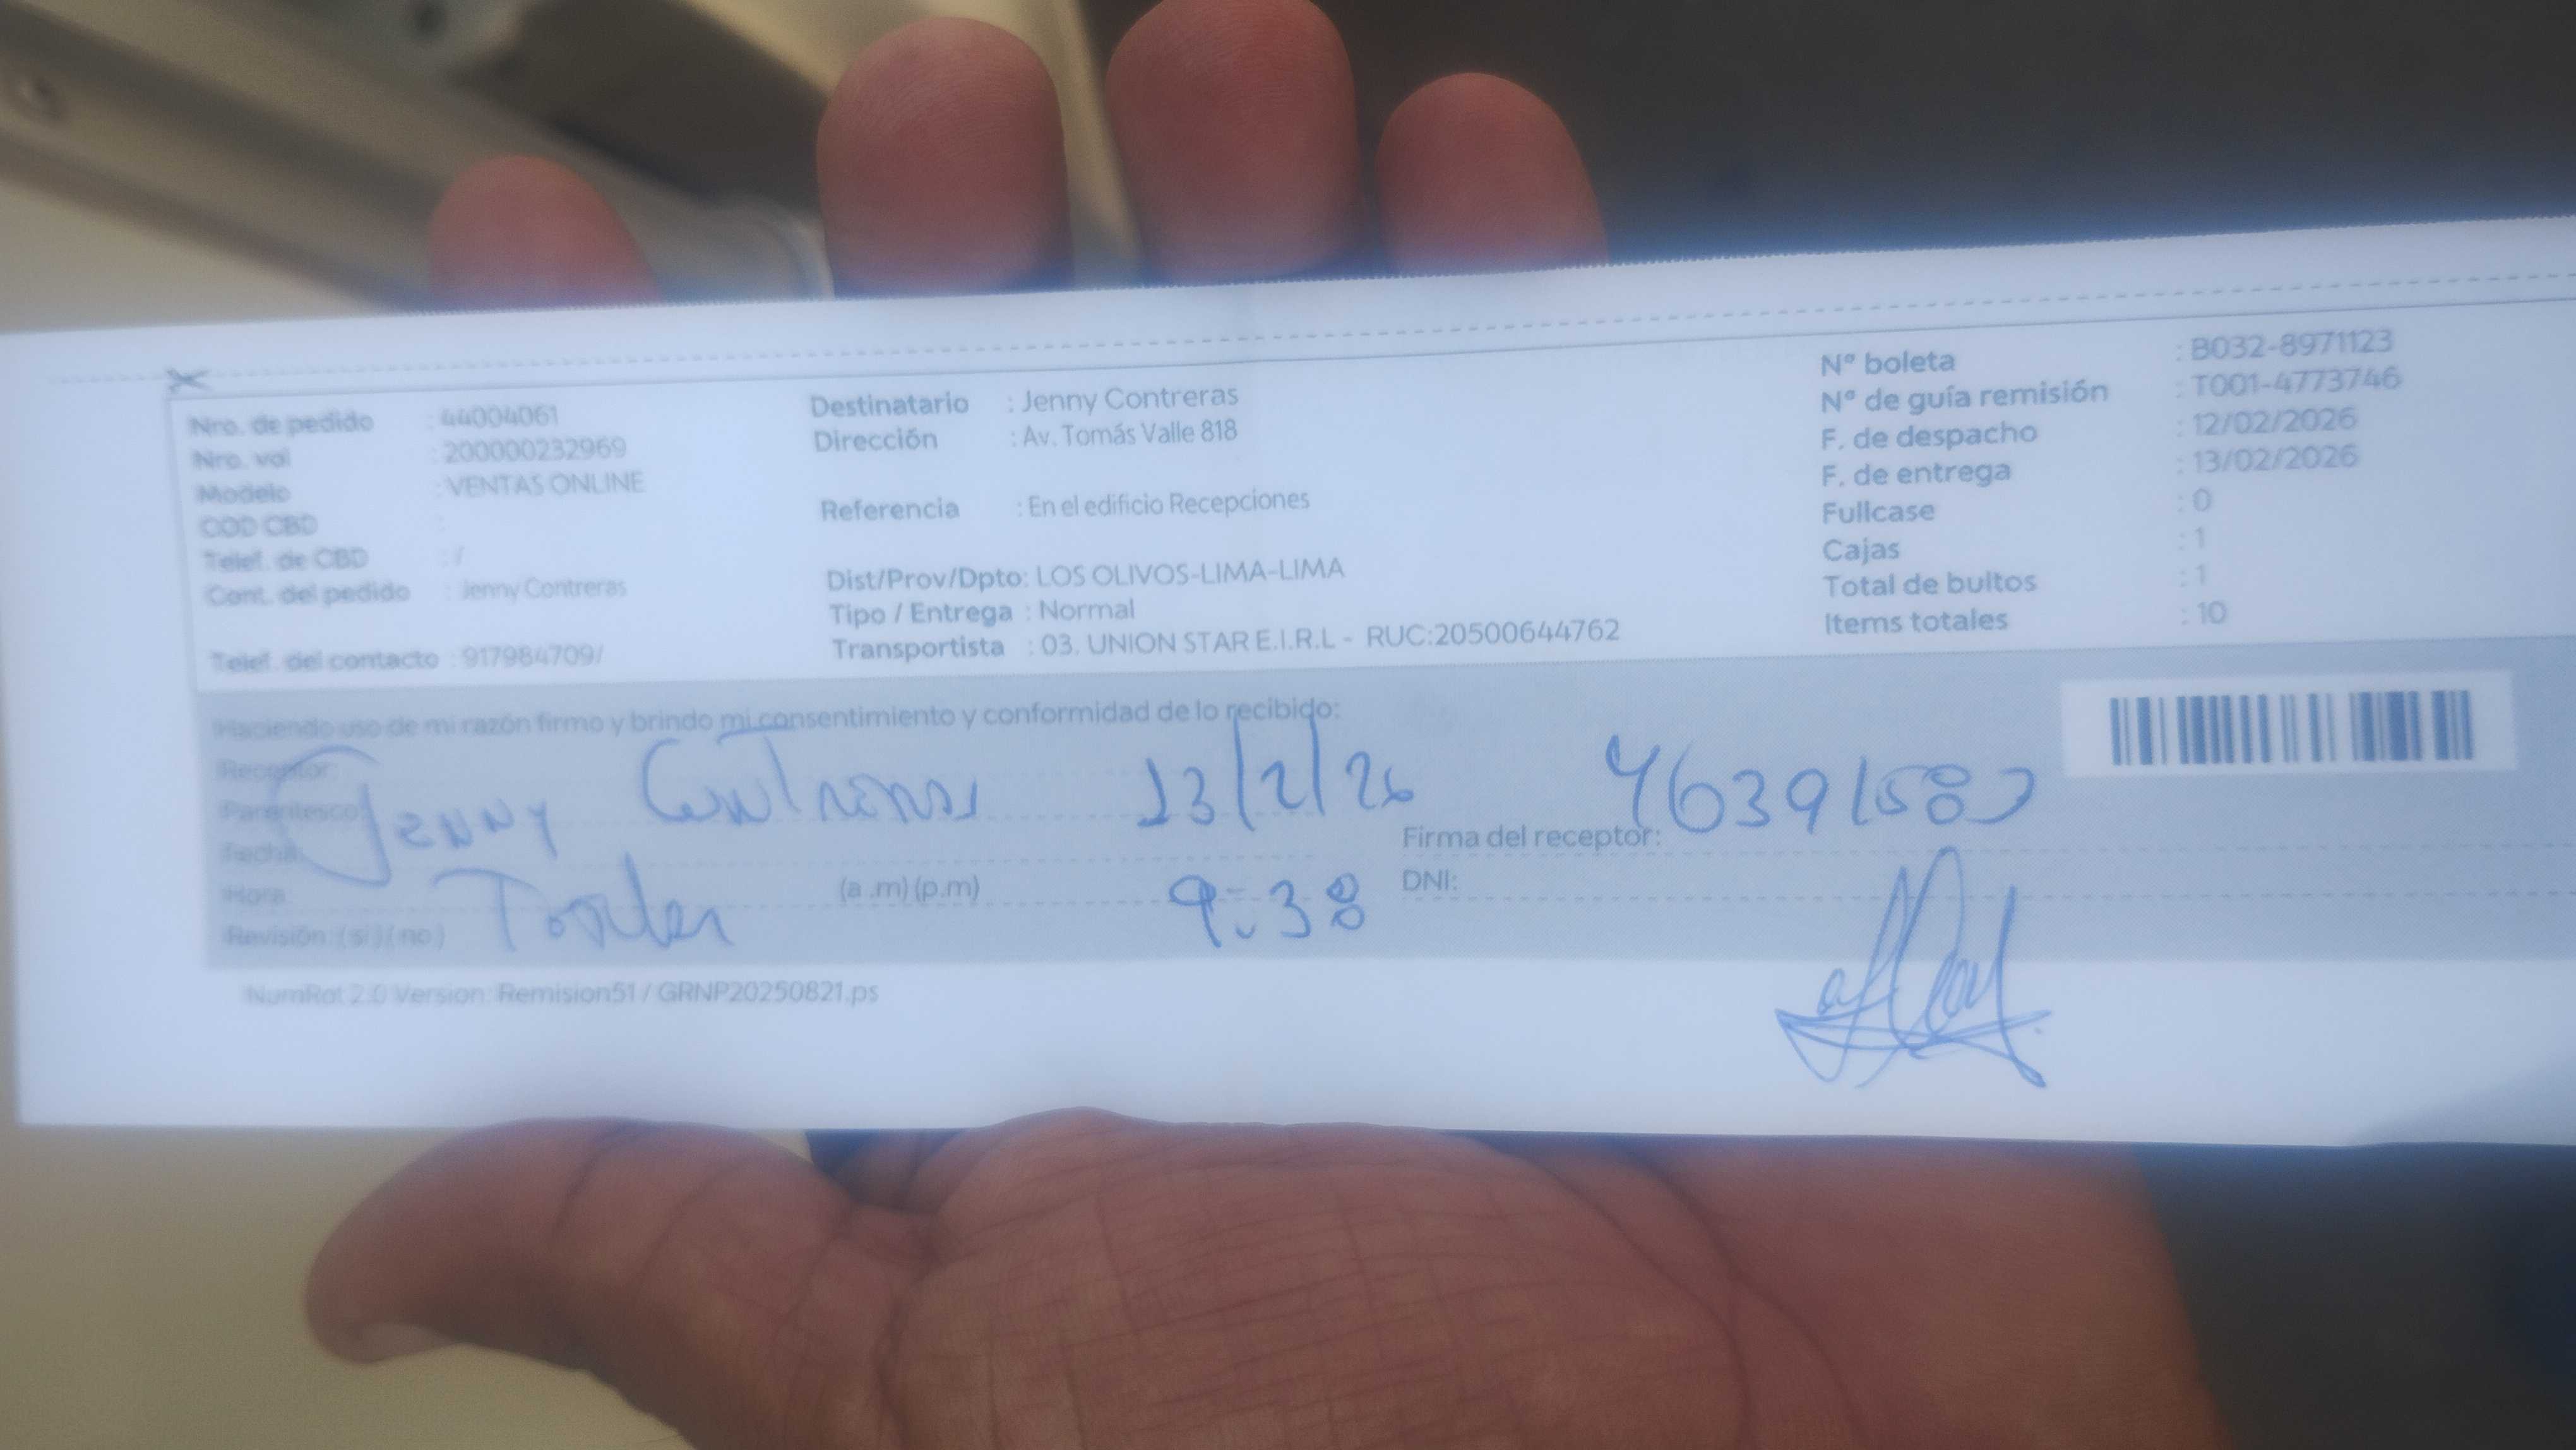 Nro. de pedido : 44004061
Nro. val : 200000232969
Modelo : VENTAS ONLINE
COD CBD :
Telef. de CBD : /
Cont. del pedido : Jenny Contreras
Telef. del contacto : 917984709/
Destinatario : Jenny Contreras
Dirección : Av. Tomás Valle 818
Referencia : En el edificio Recepciones
Dist/Prov/Dpto: LOS OLIVOS-LIMA-LIMA
Tipo / Entrega : Normal
Transportista : 03. UNION STAR E.I.R.L - RUC:20500644762
N° boleta : B032-8971123
N° de guía remisión : T001-4773746
F. de despacho : 12/02/2026
F. de entrega : 13/02/2026
Fullcase : 0
Cajas : 1
Total de bultos : 1
Items totales : 10
Haciendo uso de mi razón firmo y brindo mi consentimiento y conformidad de lo recibido:
Receptor:
Parentesco:
Jenny Contreras 13/2/26
Fecha:
Firma del receptor:
Hora: (a .m) (p.m) 9:38
DNI:
Revisión: ( si ) ( no )
NumRot 2.0 Version: Remision51 / GRNP20250821.ps